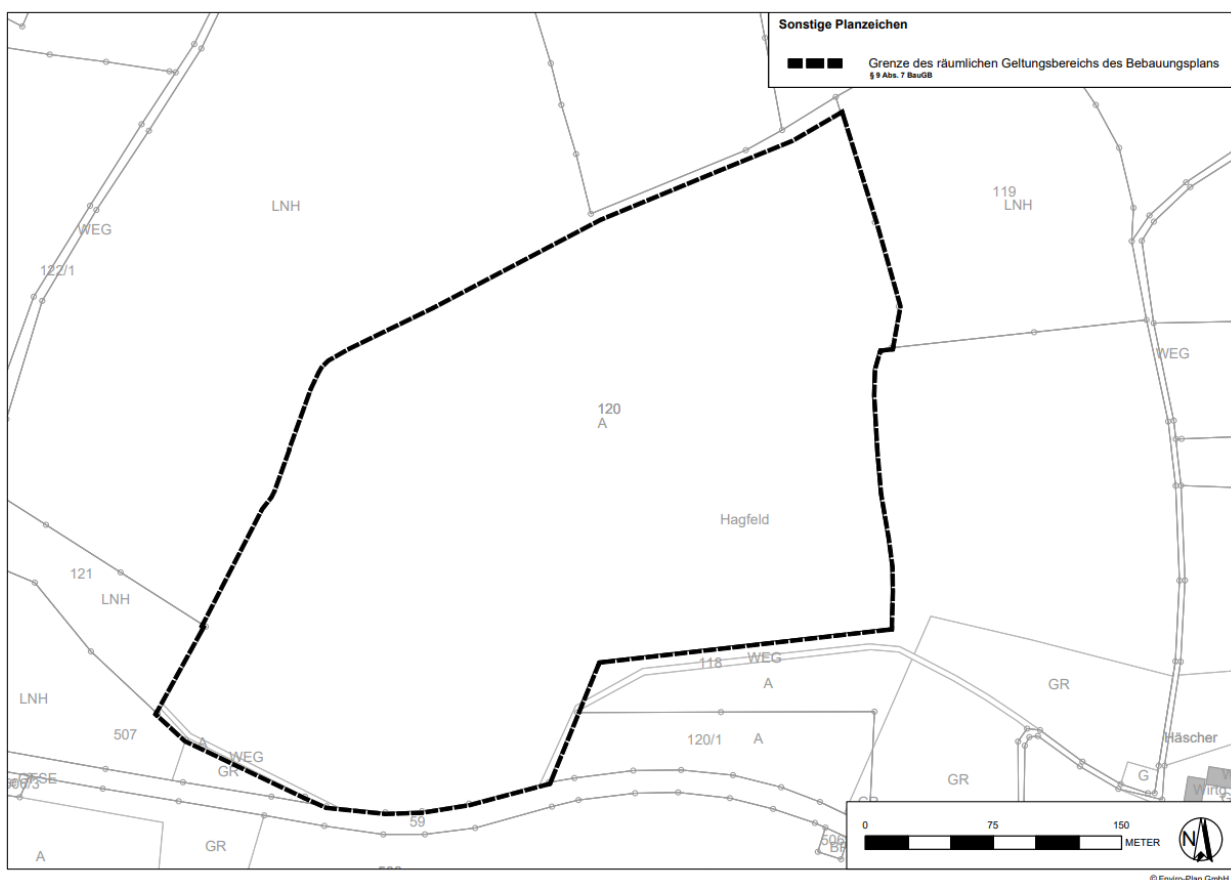 Sonstige Planzeichen
Grenze des räumlichen Geltungsbereichs des Bebauungsplans
§ 9 Abs. 7 BauGB
119
LNH
LNH
WEG
122/1
WEG
120
A
Hagfeld
121
LNH
118
WEG
A
GR
LNH
507
A
WEG
GR
120/1
A
Häscher
GR
G
59
GR
A
0
75
150
METER
N
© Enviro-Plan GmbH